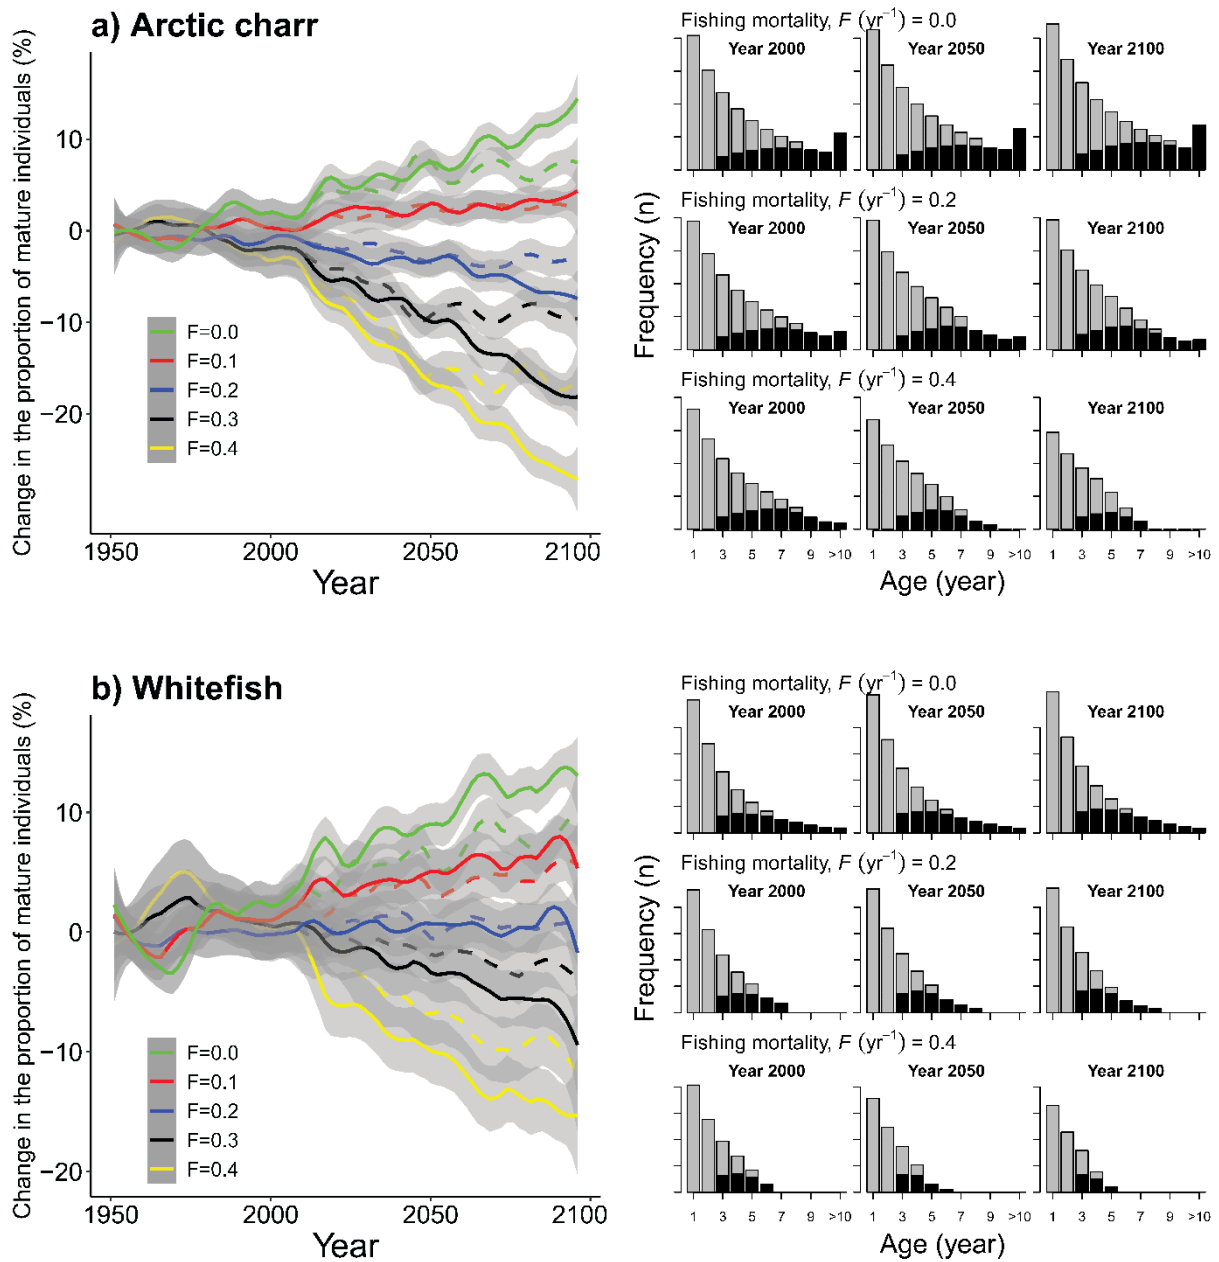 a) Arctic charr
Change in the proportion of mature individuals (%)
10
0
−10
−20
F=0.0
F=0.1
F=0.2
F=0.3
F=0.4
1950 2000 2050 2100
Year
Fishing mortality, F (yr⁻¹) = 0.0
Year 2000 Year 2050 Year 2100
Fishing mortality, F (yr⁻¹) = 0.2
Year 2000 Year 2050 Year 2100
Frequency (n)
Fishing mortality, F (yr⁻¹) = 0.4
Year 2000 Year 2050 Year 2100
1 3 5 7 9 >10 1 3 5 7 9 >10 1 3 5 7 9 >10
Age (year)
b) Whitefish
Change in the proportion of mature individuals (%)
10
0
−10
−20
F=0.0
F=0.1
F=0.2
F=0.3
F=0.4
1950 2000 2050 2100
Year
Fishing mortality, F (yr⁻¹) = 0.0
Year 2000 Year 2050 Year 2100
Fishing mortality, F (yr⁻¹) = 0.2
Year 2000 Year 2050 Year 2100
Frequency (n)
Fishing mortality, F (yr⁻¹) = 0.4
Year 2000 Year 2050 Year 2100
1 3 5 7 9 >10 1 3 5 7 9 >10 1 3 5 7 9 >10
Age (year)